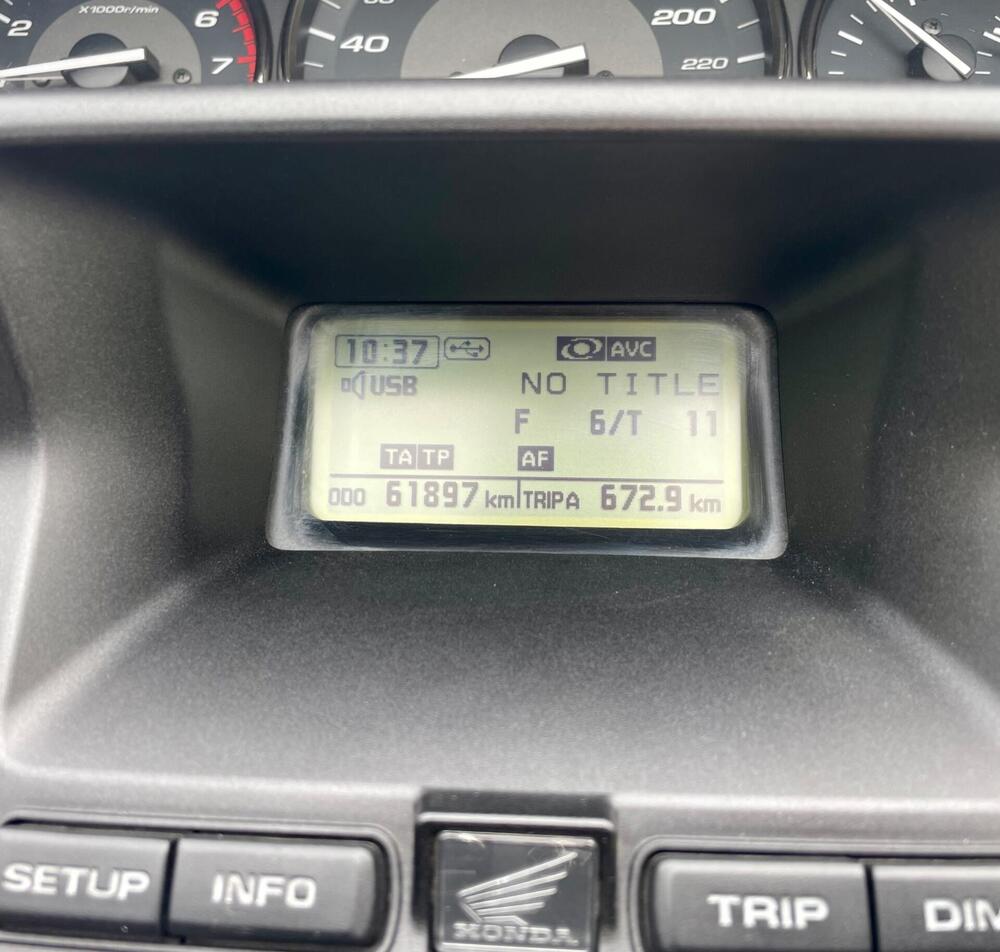 2
X1000r/min
6
7
40
200
220
10:37
AVC
USB
NO TITLE
F 6/T 11
TA TP
AF
ODO 61897 km TRIP A 672.9 km
SETUP
INFO
HONDA
TRIP